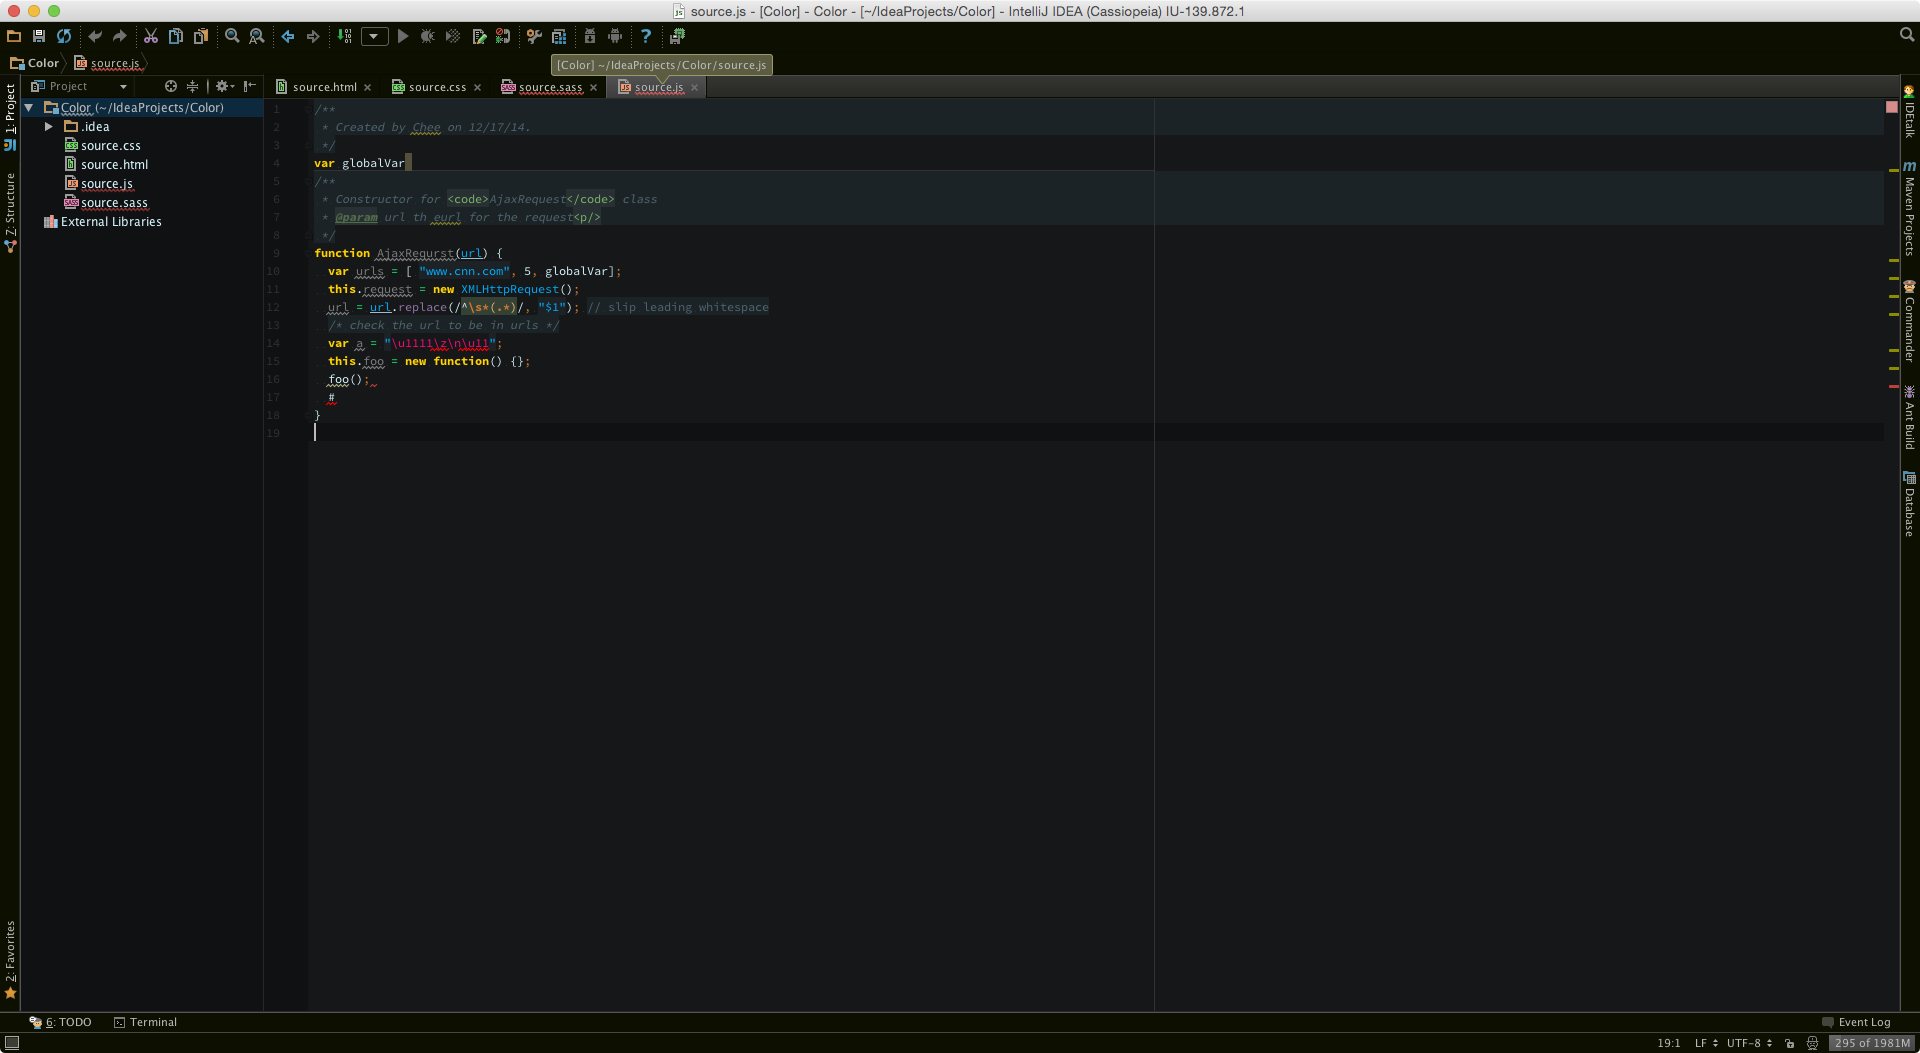 source.js - [Color] - Color - [~/IdeaProjects/Color] - IntelliJ IDEA (Cassiopeia) IU-139.872.1
Color
source.js
[Color] ~/IdeaProjects/Color/source.js
Project
source.html
source.css
source.sass
source.js
1: Project
7: Structure
2: Favorites
Color (~/IdeaProjects/Color)
.idea
source.css
source.html
source.js
source.sass
External Libraries
1 /**
2 * Created by Chee on 12/17/14.
3 */
4 var globalVar
5 /**
6 * Constructor for <code>AjaxRequest</code> class
7 * @param url th eurl for the request<p/>
8 */
9 function AjaxRequrst(url) {
10 var urls = [ "www.cnn.com", 5, globalVar];
11 this.request = new XMLHttpRequest();
12 url = url.replace(/^\s*(.*)/, "$1"); // slip leading whitespace
13 /* check the url to be in urls */
14 var a = "\u1111\z\n\u11";
15 this.foo = new function() {};
16 foo();
17 #
18 }
19
IDEtalk
Maven Projects
Commander
Ant Build
Database
6: TODO
Terminal
Event Log
19:1
LF
UTF-8
295 of 1981M